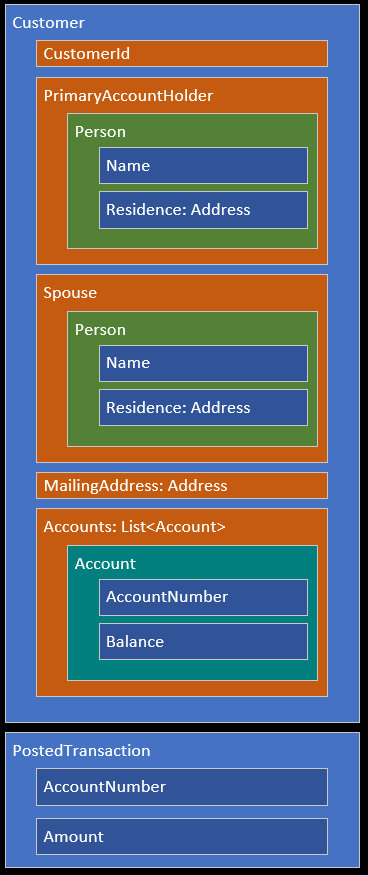 Customer
CustomerId
PrimaryAccountHolder
Person
Name
Residence: Address
Spouse
Person
Name
Residence: Address
MailingAddress: Address
Accounts: List<Account>
Account
AccountNumber
Balance
PostedTransaction
AccountNumber
Amount